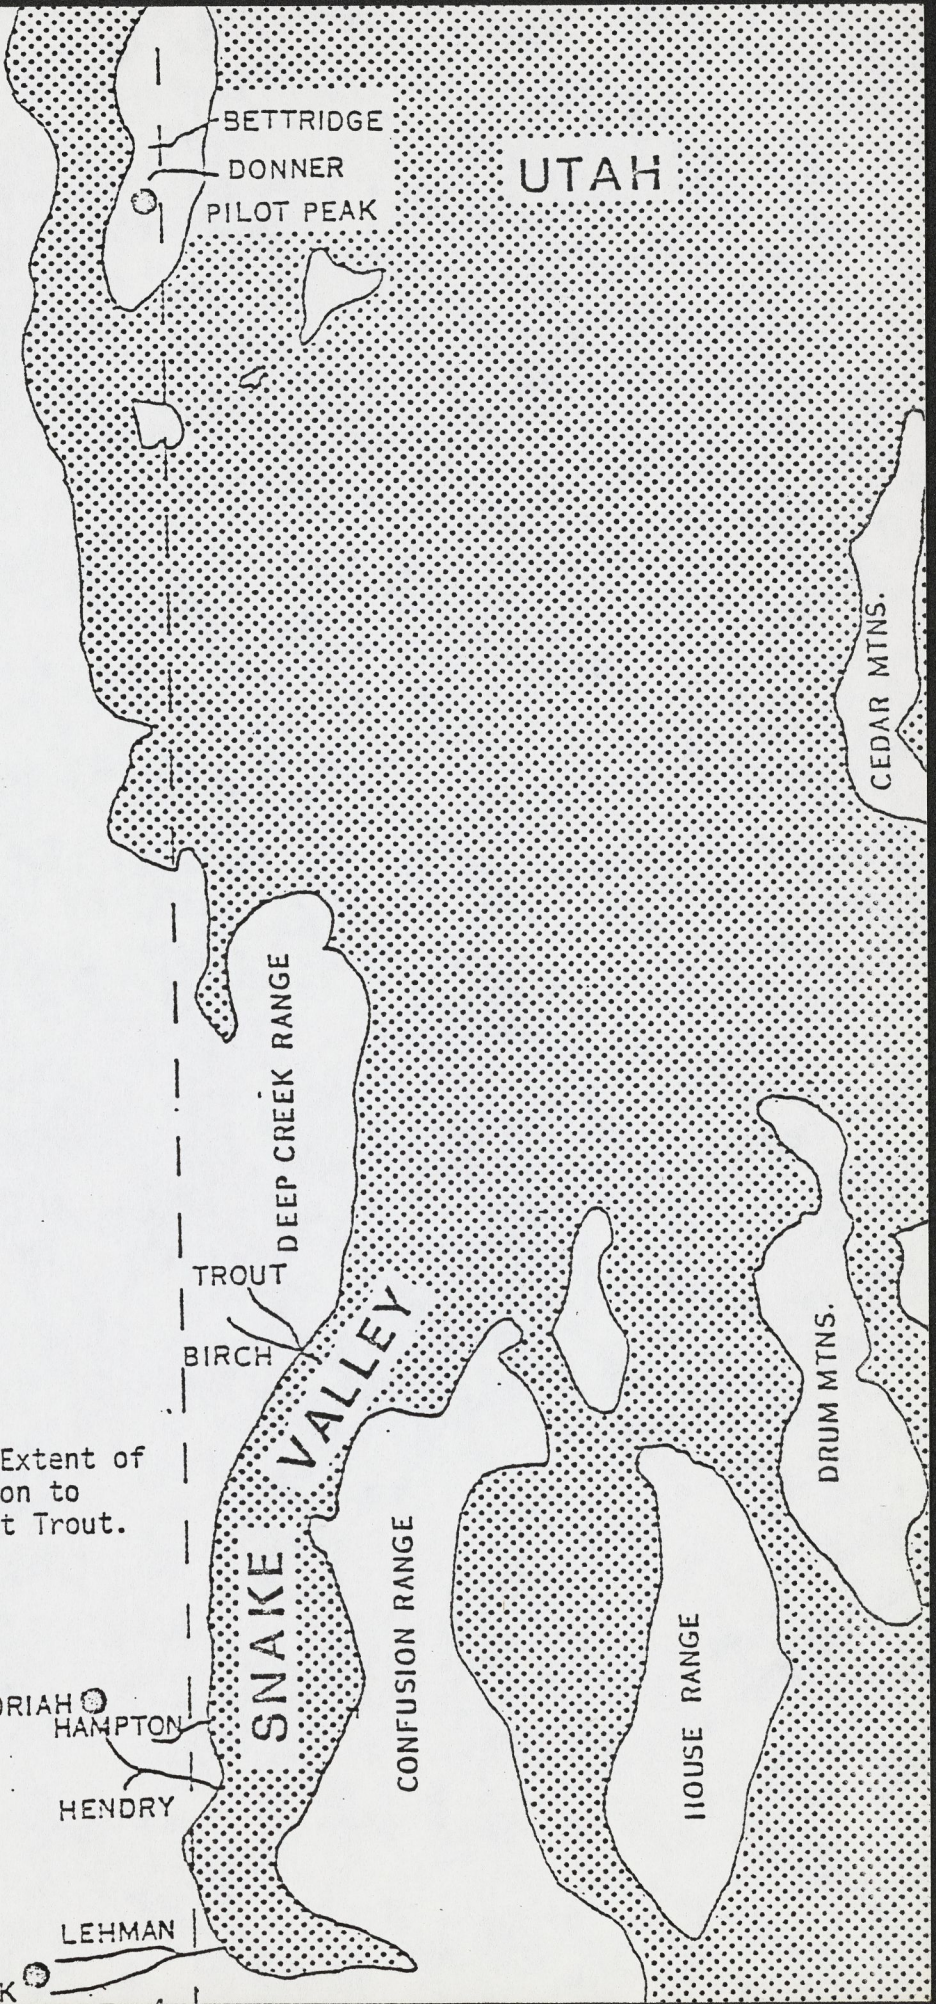 BETTRIDGE
DONNER
PILOT PEAK
UTAH
CEDAR MTNS.
DEEP CREEK RANGE
TROUT
BIRCH
SNAKE VALLEY
DRUM MTNS.
Extent of
on to
t Trout.
CONFUSION RANGE
HOUSE RANGE
ORIAH
HAMPTON
HENDRY
LEHMAN
K